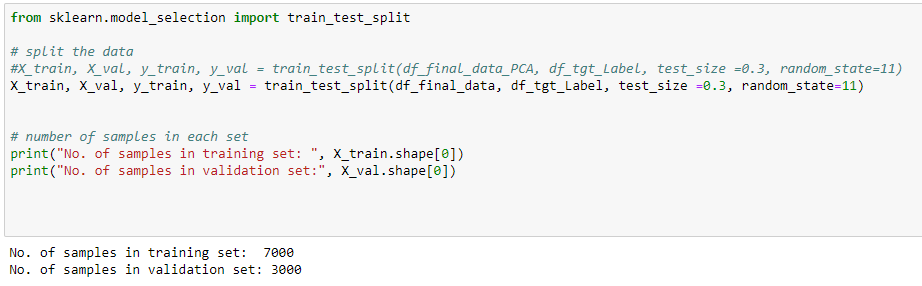 from sklearn.model_selection import train_test_split
# split the data
#X_train, X_val, y_train, y_val = train_test_split(df_final_data_PCA, df_tgt_Label, test_size =0.3, random_state=11)
X_train, X_val, y_train, y_val = train_test_split(df_final_data, df_tgt_Label, test_size =0.3, random_state=11)
# number of samples in each set
print("No. of samples in training set: ", X_train.shape[0])
print("No. of samples in validation set:", X_val.shape[0])
No. of samples in training set:  7000
No. of samples in validation set: 3000